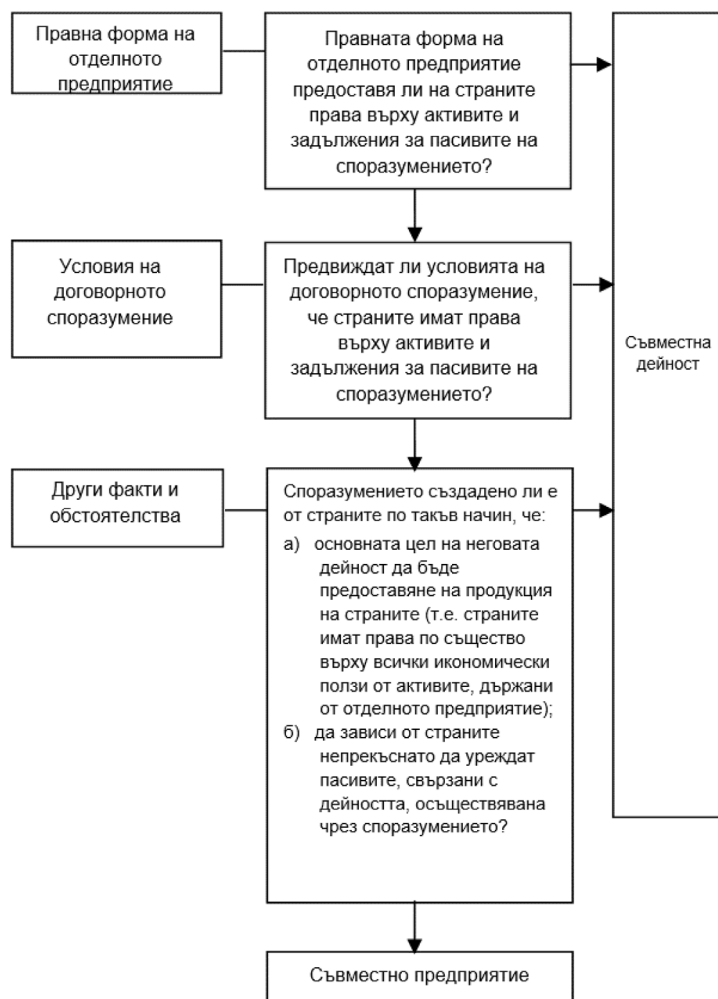 Правна форма на
отделното
предприятие
Правната форма на
отделното предприятие
предоставя ли на страните
права върху активите и
задължения за пасивите на
споразумението?
Условия на
договорното
споразумение
Предвиждат ли условията на
договорното споразумение,
че страните имат права
върху активите и
задължения за пасивите на
споразумението?
Съвместна
дейност
Други факти и
обстоятелства
Споразумението създадено ли е
от страните по такъв начин, че:
а) основната цел на неговата
дейност да бъде
предоставяне на продукция
на страните (т.е. страните
имат права по същество
върху всички икономически
ползи от активите, държани
от отделното предприятие);
б) да зависи от страните
непрекъснато да уреждат
пасивите, свързани с
дейността, осъществявана
чрез споразумението?
Съвместно предприятие